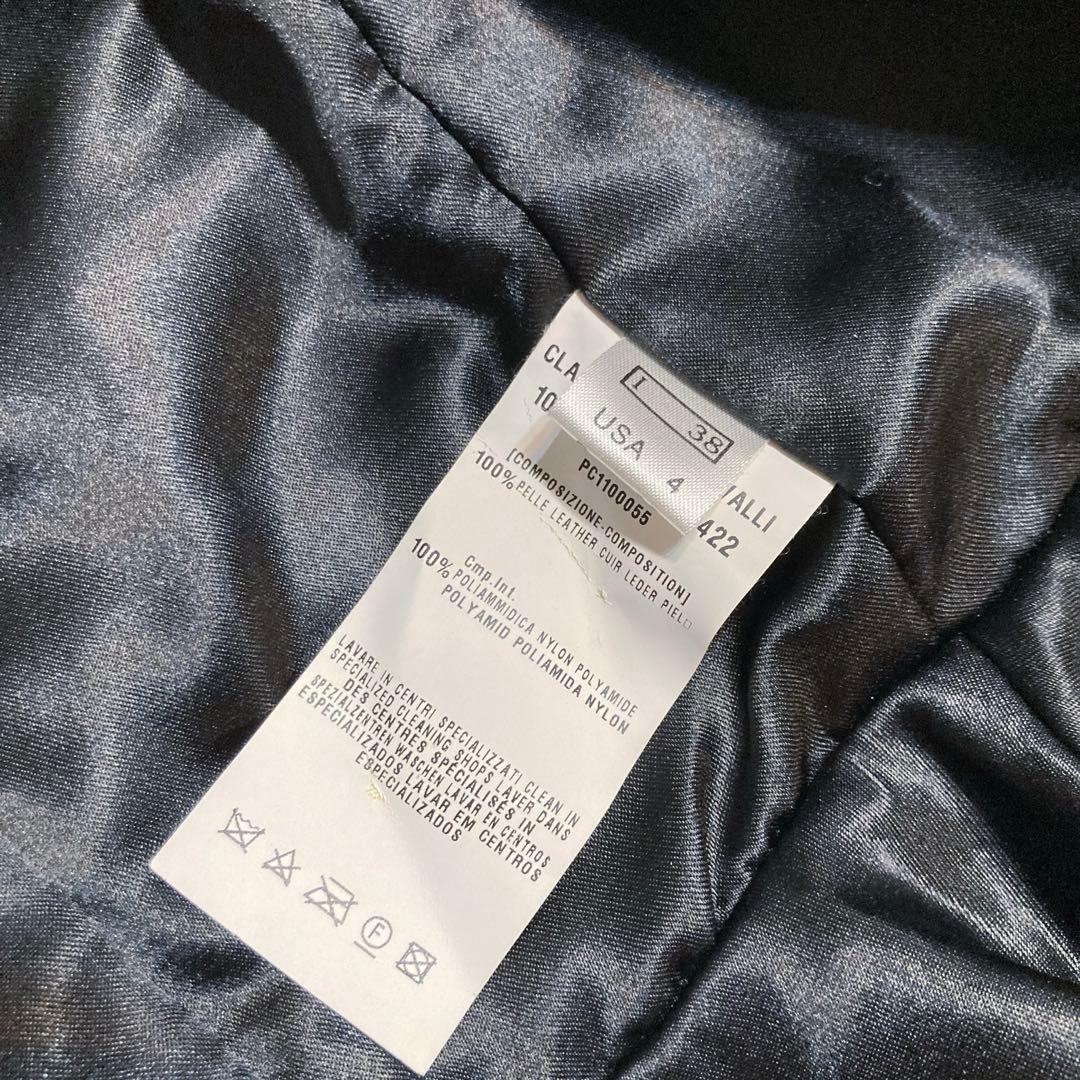 I 38
USA 4
CLA
VALLI
10
422
PC1100055
[COMPOSIZIONE-COMPOSITION]
100% PELLE LEATHER CUIR LEDER PIEL
Cmp.Int.
100% POLIAMMIDICA NYLON POLYAMIDE
POLYAMID POLIAMIDA NYLON
LAVARE IN CENTRI SPECIALIZZATI CLEAN IN
SPECIALIZED CLEANING SHOPS LAVER DANS
DES CENTRES SPÉCIALISÉS IN
SPEZIALZENTREN WASCHEN LAVAR EN CENTROS
ESPECIALIZADOS LAVAR EM CENTROS
ESPECIALIZADOS
F